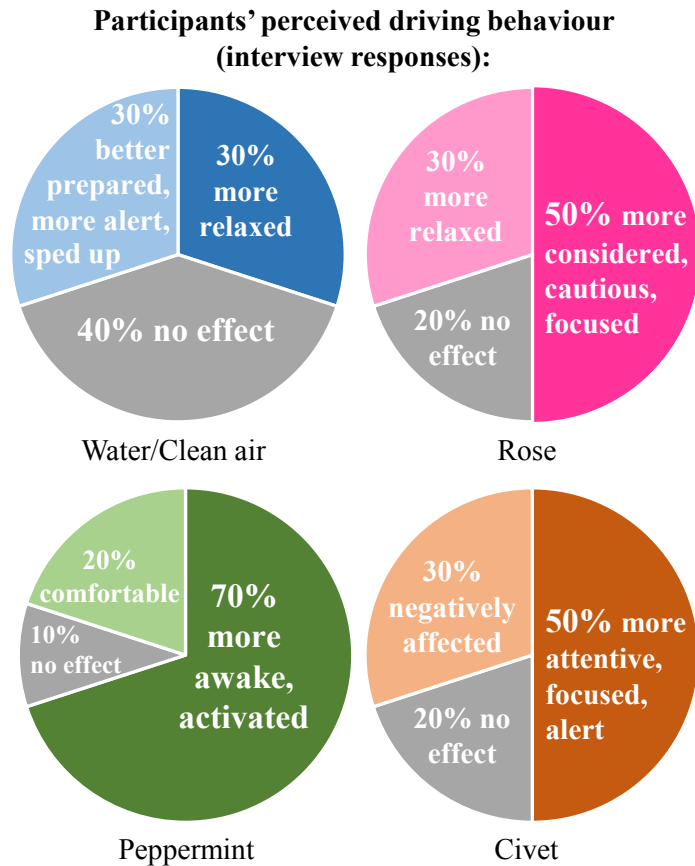 Participants’ perceived driving behaviour
(interview responses):
30%
better
prepared,
more alert,
sped up
30%
more
relaxed
40% no effect
Water/Clean air
30%
more
relaxed
50% more
considered,
cautious,
focused
20% no
effect
Rose
20%
comfortable
10%
no effect
70%
more
awake,
activated
Peppermint
30%
negatively
affected
50% more
attentive,
focused,
alert
20% no
effect
Civet